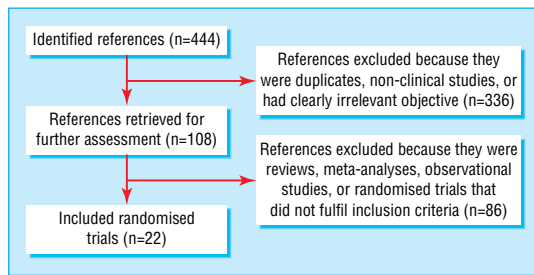 Identified references (n=444)
References excluded because they
were duplicates, non-clinical studies, or
had clearly irrelevant objective (n=336)
References retrieved for
further assessment (n=108)
References excluded because they were
reviews, meta-analyses, observational
studies, or randomised trials that
did not fulfil inclusion criteria (n=86)
Included randomised
trials (n=22)